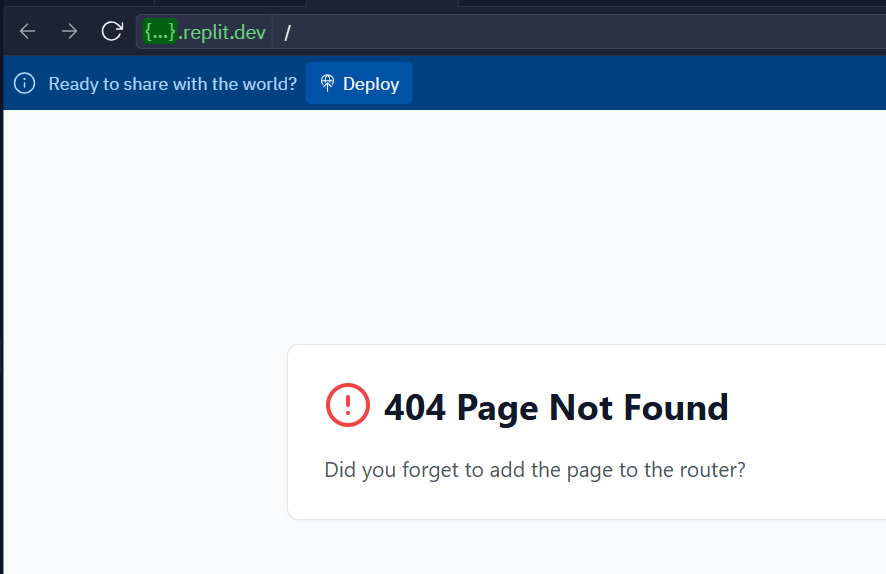 {...}.replit.dev /
Ready to share with the world? Deploy
404 Page Not Found
Did you forget to add the page to the router?